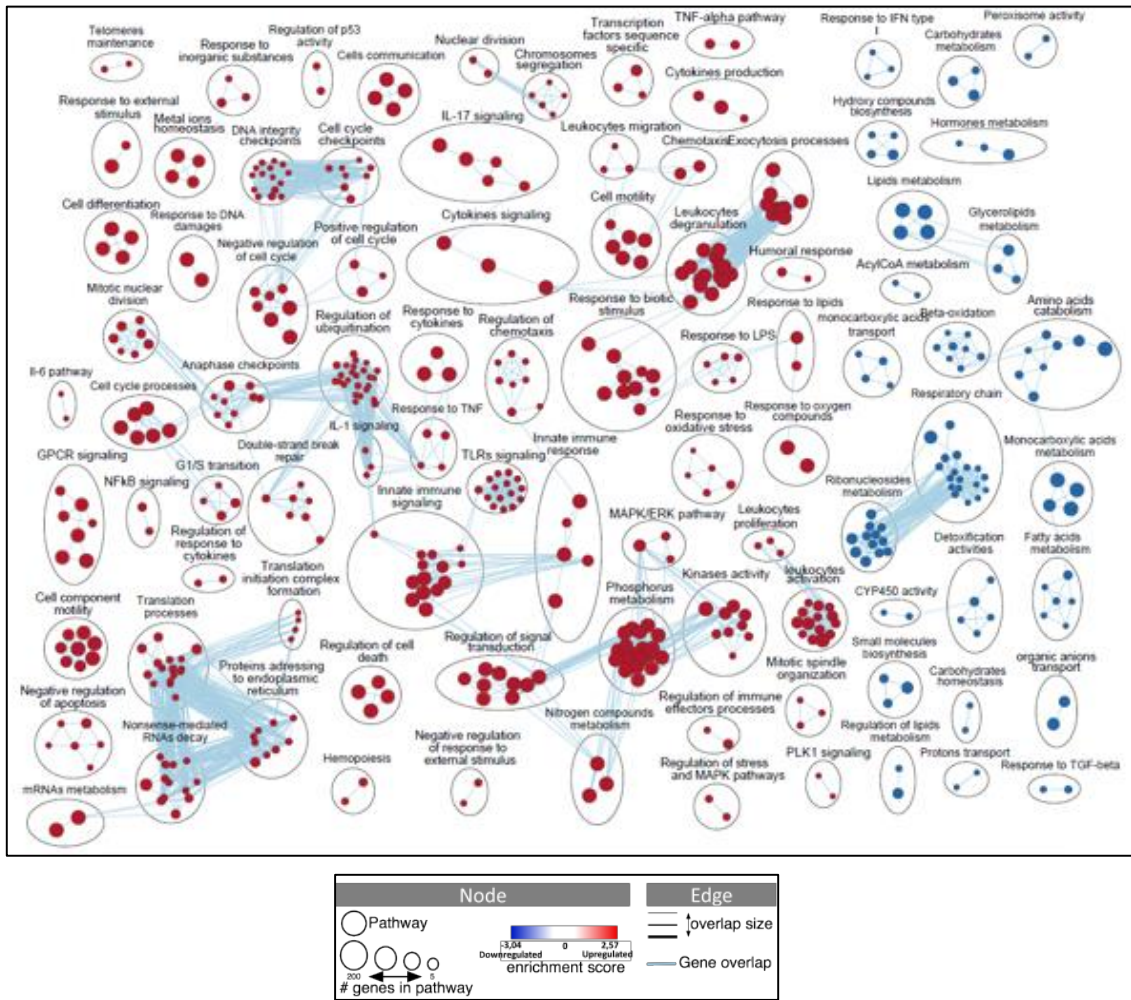 Telomeres
maintenance
Response to
inorganic substances
Regulation of p53
activity
Cells communication
Nuclear division
Chromosomes
segregation
Transcription
factors sequence
specific
TNF-alpha pathway
Cytokines production
Response to IFN type
I
Carbohydrates
metabolism
Peroxisome activity
Response to external
stimulus
Metal ions
homeostasis
DNA integrity
checkpoints
Cell cycle
checkpoints
IL-17 signaling
Leukocytes migration
Chemotaxis
Exocytosis processes
Hydroxy compounds
biosynthesis
Hormones metabolism
Cell differentiation
Response to DNA
damages
Negative regulation
of cell cycle
Positive regulation
of cell cycle
Cytokines signaling
Cell motility
Leukocytes
degranulation
Humoral response
Lipids metabolism
Glycerolipids
metabolism
AcylCoA metabolism
Mitotic nuclear
division
Regulation of
ubiquitination
Response to
cytokines
Regulation of
chemotaxis
Response to biotic
stimulus
Response to LPS
Response to lipids
monocarboxylic acids
transport
Beta-oxidation
Amino acids
catabolism
Il-6 pathway
Cell cycle processes
Anaphase checkpoints
IL-1 signaling
Response to TNF
Response to
oxidative stress
Response to oxygen
compounds
Respiratory chain
GPCR signaling
NFkB signaling
G1/S transition
Double-strand break
repair
TLRs signaling
Innate immune
response
Ribonucleosides
metabolism
Monocarboxylic acids
metabolism
Regulation of
response to
cytokines
Innate immune
signaling
MAPK/ERK pathway
Leukocytes
proliferation
Detoxification
activities
Fatty acids
metabolism
Cell component
motility
Translation
processes
Translation
initiation complex
formation
Phosphorus
metabolism
Kinases activity
leukocytes
activation
CYP450 activity
Regulation of cell
death
Regulation of signal
transduction
Mitotic spindle
organization
Small molecules
biosynthesis
Carbohydrates
homeostasis
organic anions
transport
Negative regulation
of apoptosis
Nonsense-mediated
RNAs decay
Proteins adressing
to endoplasmic
reticulum
Nitrogen compounds
metabolism
Regulation of immune
effectors processes
Regulation of lipids
metabolism
mRNAs metabolism
Hemopoiesis
Negative regulation
of response to
external stimulus
Regulation of stress
and MAPK pathways
PLK1 signaling
Protons transport
Response to TGF-beta
Node
Edge
Pathway
200
5
# genes in pathway
-3,04
0
2,57
Downregulated
Upregulated
enrichment score
overlap size
Gene overlap